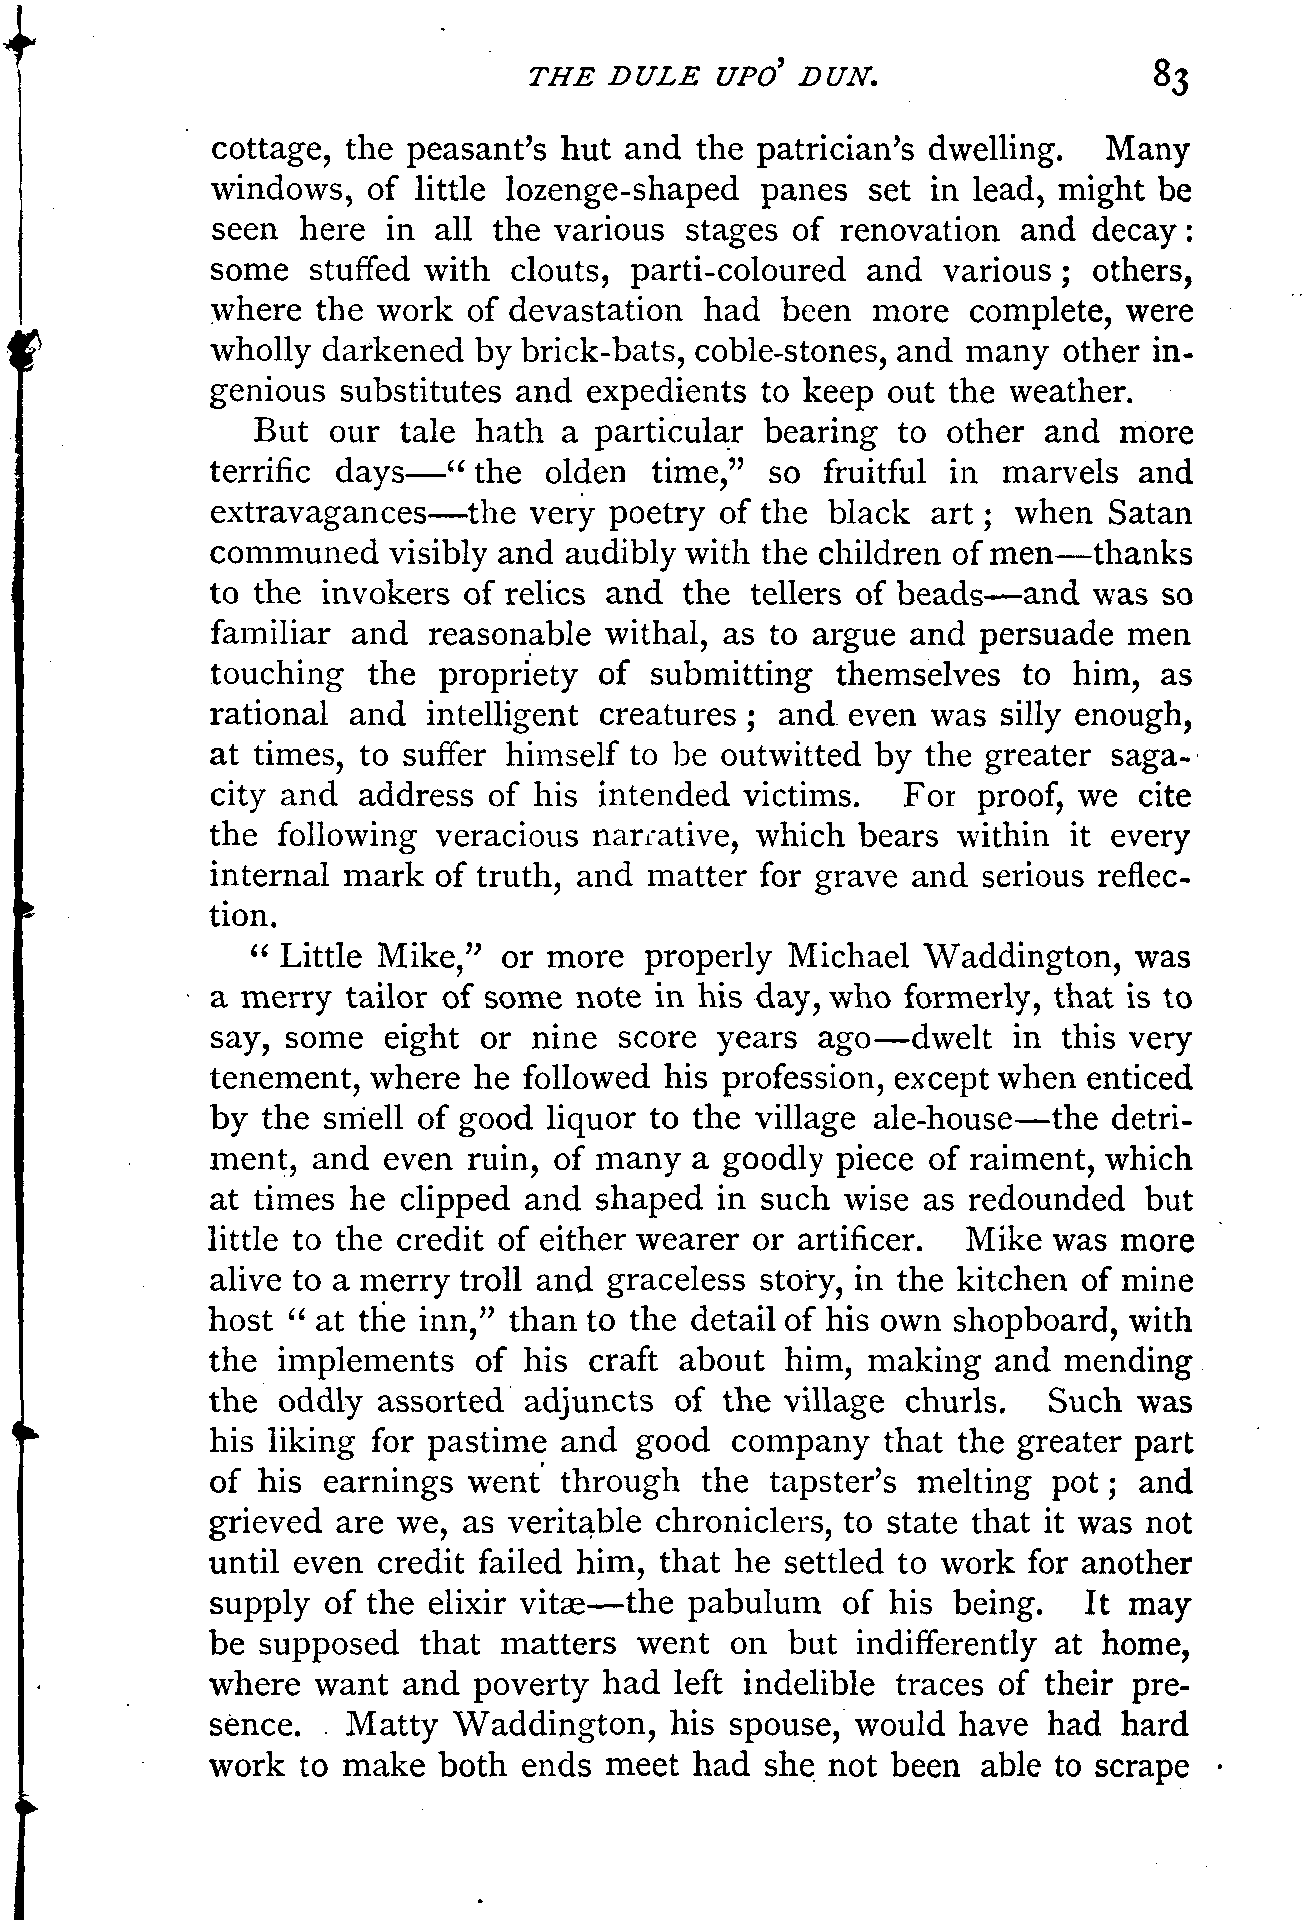 THE DULE UPO' DUN. 83
cottage, the peasant's hut and the patrician's dwelling. Many
windows, of little lozenge-shaped panes set in lead, might be
seen here in all the various stages of renovation and decay:
some stuffed with clouts, parti-coloured and various; others,
where the work of devastation had been more complete, were
wholly darkened by brick-bats, coble-stones, and many other in-
genious substitutes and expedients to keep out the weather.
But our tale hath a particular bearing to other and more
terrific days—"the olden time," so fruitful in marvels and
extravagances—the very poetry of the black art; when Satan
communed visibly and audibly with the children of men—thanks
to the invokers of relics and the tellers of beads—and was so
familiar and reasonable withal, as to argue and persuade men
touching the propriety of submitting themselves to him, as
rational and intelligent creatures; and even was silly enough,
at times, to suffer himself to be outwitted by the greater saga-
city and address of his intended victims. For proof, we cite
the following veracious narrative, which bears within it every
internal mark of truth, and matter for grave and serious reflec-
tion.
"Little Mike," or more properly Michael Waddington, was
a merry tailor of some note in his day, who formerly, that is to
say, some eight or nine score years ago—dwelt in this very
tenement, where he followed his profession, except when enticed
by the smell of good liquor to the village ale-house—the detri-
ment, and even ruin, of many a goodly piece of raiment, which
at times he clipped and shaped in such wise as redounded but
little to the credit of either wearer or artificer. Mike was more
alive to a merry troll and graceless story, in the kitchen of mine
host "at the inn," than to the detail of his own shopboard, with
the implements of his craft about him, making and mending
the oddly assorted adjuncts of the village churls. Such was
his liking for pastime and good company that the greater part
of his earnings went through the tapster's melting pot; and
grieved are we, as veritable chroniclers, to state that it was not
until even credit failed him, that he settled to work for another
supply of the elixir vitæ—the pabulum of his being. It may
be supposed that matters went on but indifferently at home,
where want and poverty had left indelible traces of their pre-
sence. Matty Waddington, his spouse, would have had hard
work to make both ends meet had she not been able to scrape